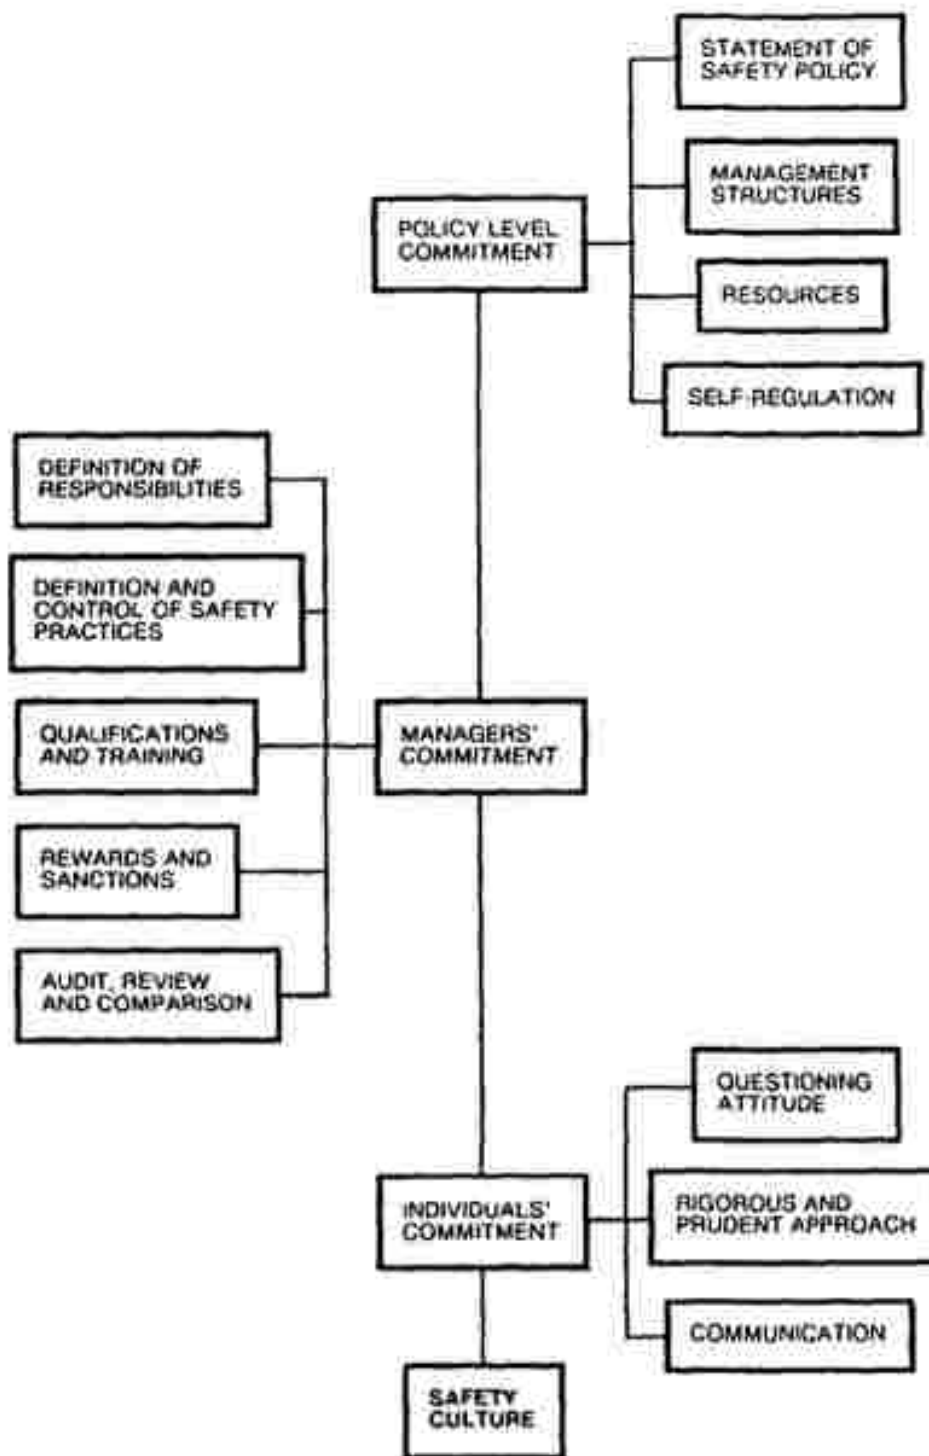 STATEMENT OF
SAFETY POLICY
MANAGEMENT
STRUCTURES
POLICY LEVEL
COMMITMENT
RESOURCES
SELF-REGULATION
DEFINITION OF
RESPONSIBILITIES
DEFINITION AND
CONTROL OF SAFETY
PRACTICES
QUALIFICATIONS
AND TRAINING
MANAGERS'
COMMITMENT
REWARDS AND
SANCTIONS
AUDIT, REVIEW
AND COMPARISON
QUESTIONING
ATTITUDE
INDIVIDUALS'
COMMITMENT
RIGOROUS AND
PRUDENT APPROACH
COMMUNICATION
SAFETY
CULTURE